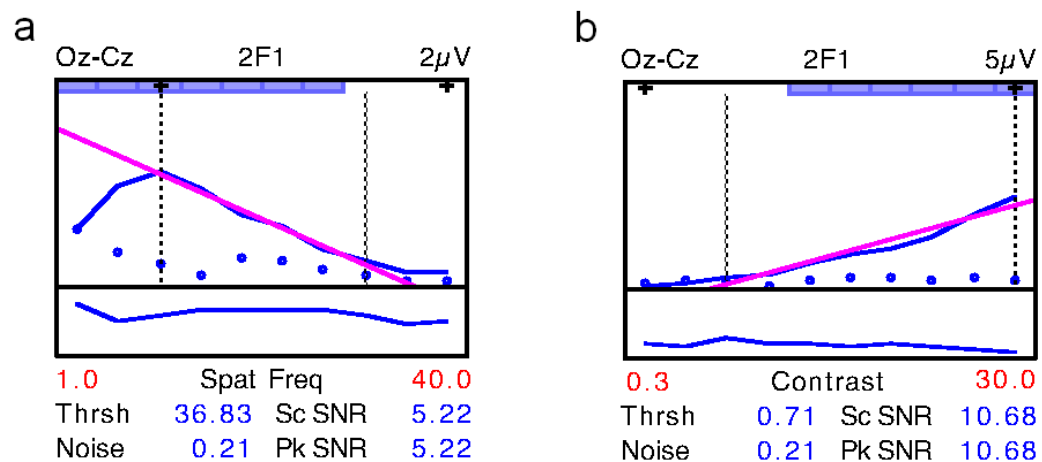 a
Oz-Cz 2F1 2μV
1.0 Spat Freq 40.0
Thrsh 36.83 Sc SNR 5.22
Noise 0.21 Pk SNR 5.22
b
Oz-Cz 2F1 5μV
0.3 Contrast 30.0
Thrsh 0.71 Sc SNR 10.68
Noise 0.21 Pk SNR 10.68